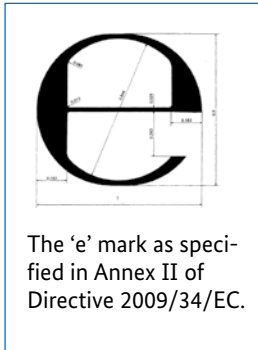 The ‘e’ mark as speci-
fied in Annex II of
Directive 2009/34/EC.